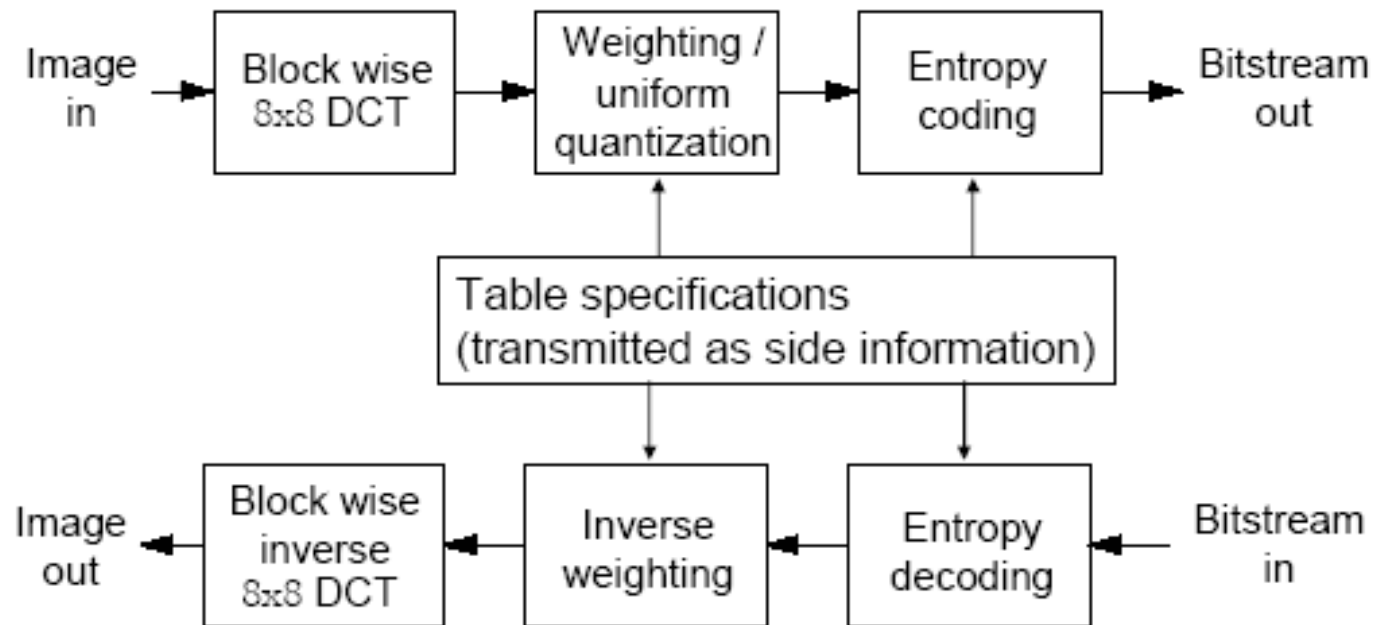 Image
in
Block wise
8x8 DCT
Weighting /
uniform
quantization
Entropy
coding
Bitstream
out
Table specifications
(transmitted as side information)
Image
out
Block wise
inverse
8x8 DCT
Inverse
weighting
Entropy
decoding
Bitstream
in